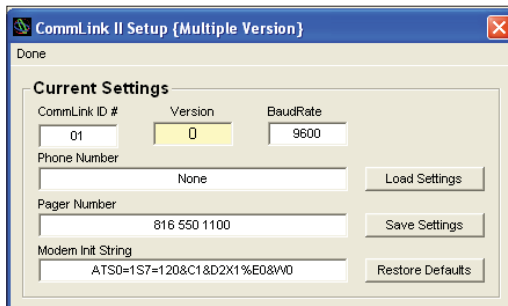 CommLink II Setup {Multiple Version}
Done
Current Settings
CommLink ID # Version BaudRate
01 0 9600
Phone Number
None Load Settings
Pager Number
816 550 1100 Save Settings
Modem Init String
ATS0=1S7=120&C1&D2X1%E0&W0 Restore Defaults